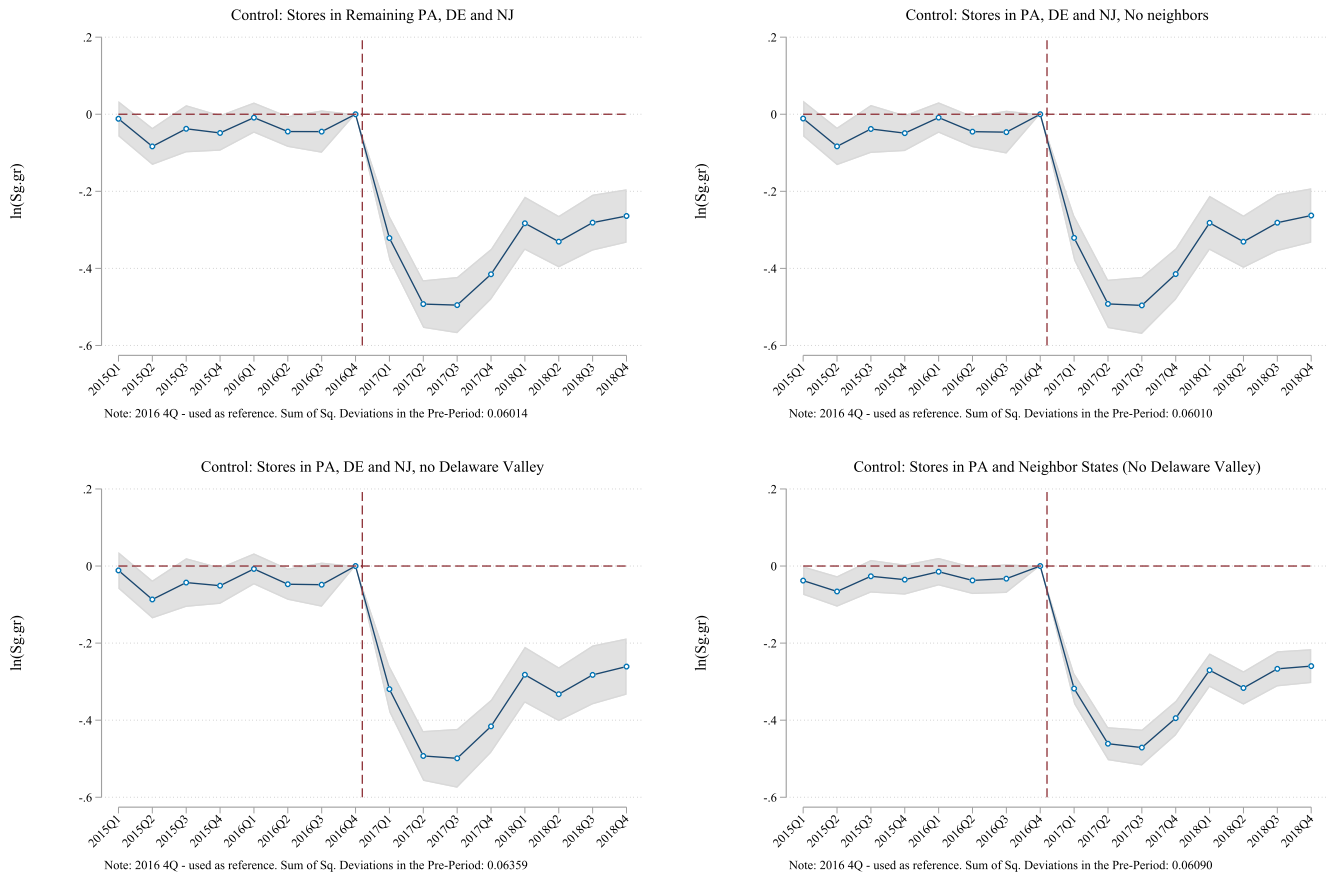 Control: Stores in Remaining PA, DE and NJ
ln(Sg.gr)
.2
0
-.2
-.4
-.6
2015Q1
2015Q2
2015Q3
2015Q4
2016Q1
2016Q2
2016Q3
2016Q4
2017Q1
2017Q2
2017Q3
2017Q4
2018Q1
2018Q2
2018Q3
2018Q4
Note: 2016 4Q - used as reference. Sum of Sq. Deviations in the Pre-Period: 0.06014
Control: Stores in PA, DE and NJ, No neighbors
ln(Sg.gr)
.2
0
-.2
-.4
-.6
2015Q1
2015Q2
2015Q3
2015Q4
2016Q1
2016Q2
2016Q3
2016Q4
2017Q1
2017Q2
2017Q3
2017Q4
2018Q1
2018Q2
2018Q3
2018Q4
Note: 2016 4Q - used as reference. Sum of Sq. Deviations in the Pre-Period: 0.06010
Control: Stores in PA, DE and NJ, no Delaware Valley
ln(Sg.gr)
.2
0
-.2
-.4
-.6
2015Q1
2015Q2
2015Q3
2015Q4
2016Q1
2016Q2
2016Q3
2016Q4
2017Q1
2017Q2
2017Q3
2017Q4
2018Q1
2018Q2
2018Q3
2018Q4
Note: 2016 4Q - used as reference. Sum of Sq. Deviations in the Pre-Period: 0.06359
Control: Stores in PA and Neighbor States (No Delaware Valley)
ln(Sg.gr)
.2
0
-.2
-.4
-.6
2015Q1
2015Q2
2015Q3
2015Q4
2016Q1
2016Q2
2016Q3
2016Q4
2017Q1
2017Q2
2017Q3
2017Q4
2018Q1
2018Q2
2018Q3
2018Q4
Note: 2016 4Q - used as reference. Sum of Sq. Deviations in the Pre-Period: 0.06090